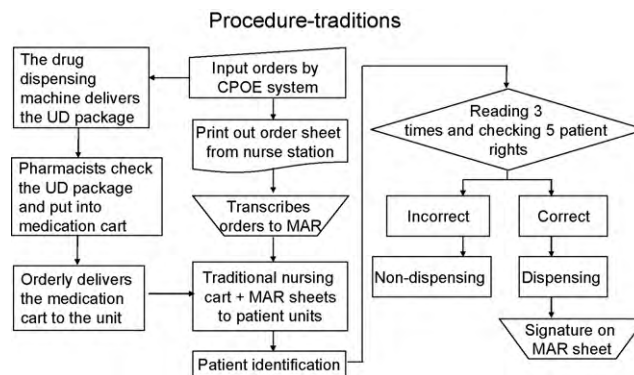 Procedure-traditions
The drug
dispensing
machine delivers
the UD package
Input orders by
CPOE system
Print out order sheet
from nurse station
Pharmacists check
the UD package
and put into
medication cart
Transcribes
orders to MAR
Orderly delivers
the medication
cart to the unit
Traditional nursing
cart + MAR sheets
to patient units
Patient identification
Reading 3
times and checking 5 patient
rights
Incorrect
Correct
Non-dispensing
Dispensing
Signature on
MAR sheet